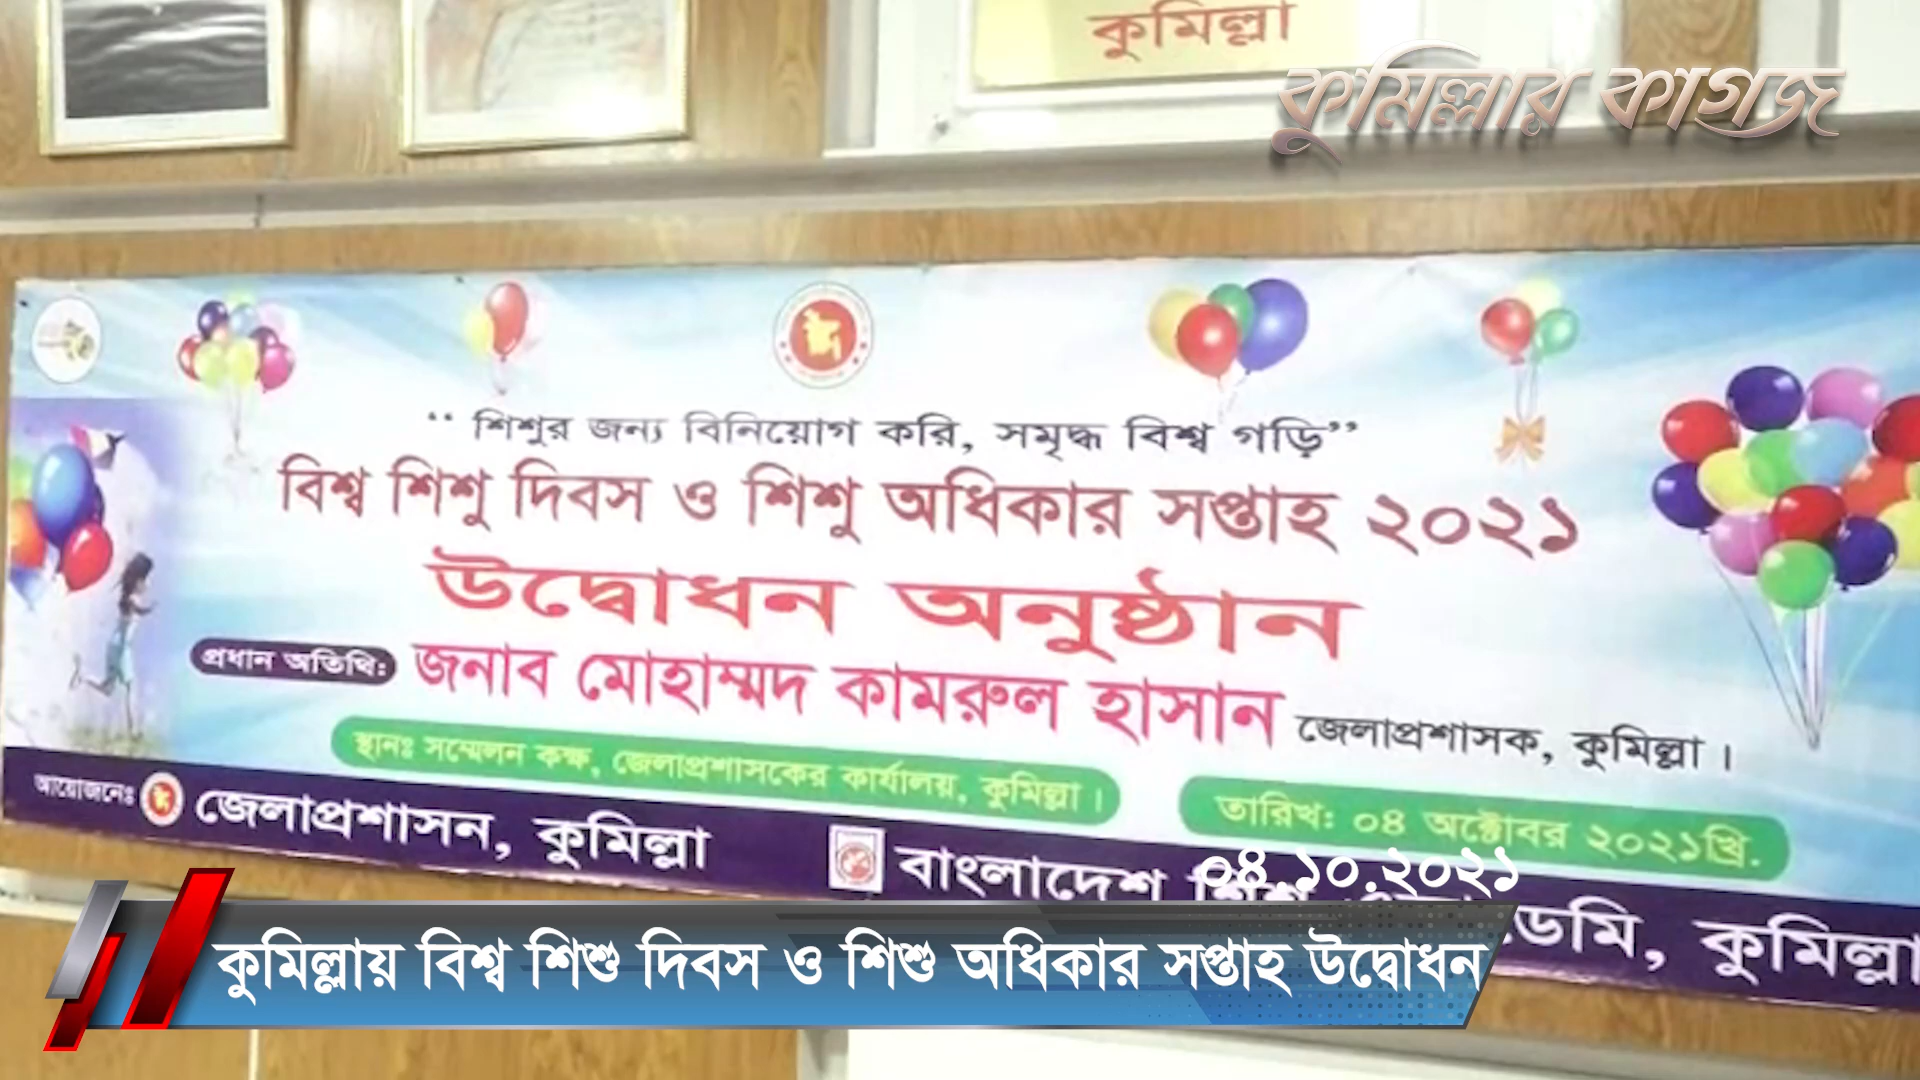 কুমিল্লা
কুমিল্লার কাগজ
“ শিশুর জন্য বিনিয়োগ করি, সমৃদ্ধ বিশ্ব গড়ি”
বিশ্ব শিশু দিবস ও শিশু অধিকার সপ্তাহ ২০২১
উদ্বোধন অনুষ্ঠান
প্রধান অতিথি: জনাব মোহাম্মদ কামরুল হাসান জেলাপ্রশাসক, কুমিল্লা।
স্থানঃ সম্মেলন কক্ষ, জেলাপ্রশাসকের কার্যালয়, কুমিল্লা।
তারিখ: ০৪ অক্টোবর ২০২১খ্রি.
আয়োজনেঃ জেলাপ্রশাসন, কুমিল্লা
বাংলাদেশ শিশু একাডেমি, কুমিল্লা
০৪.১০.২০২১
কুমিল্লায় বিশ্ব শিশু দিবস ও শিশু অধিকার সপ্তাহ উদ্বোধন